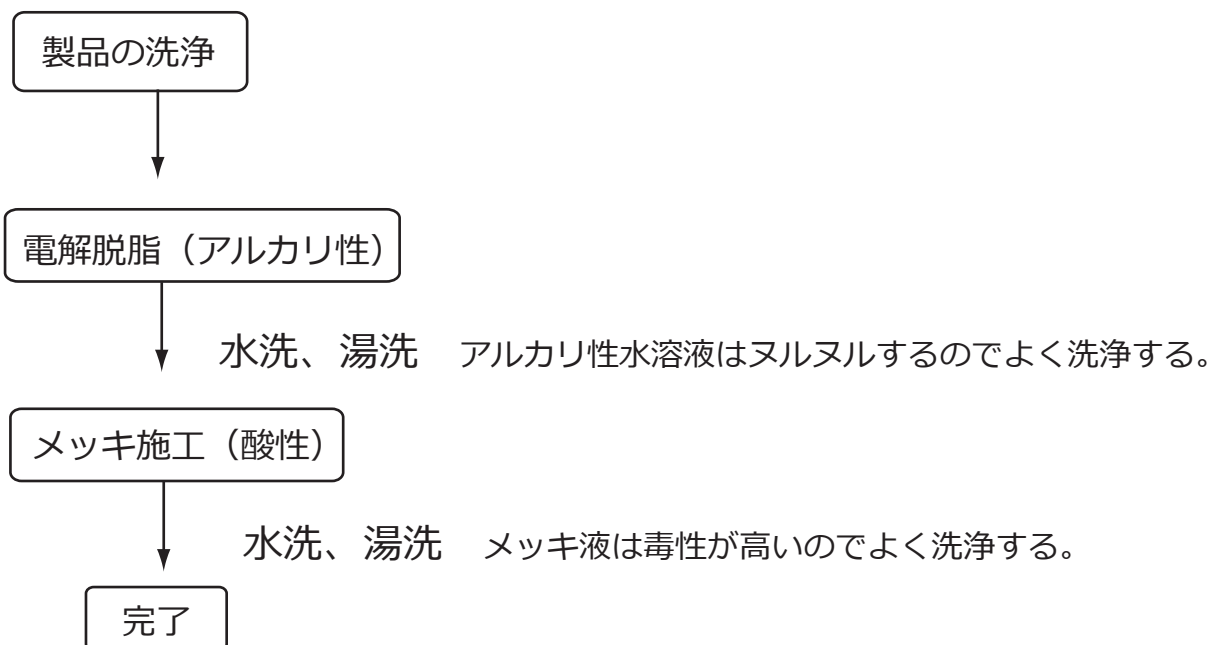 製品の洗浄
電解脱脂（アルカリ性）
水洗、湯洗　アルカリ性水溶液はヌルヌルするのでよく洗浄する。
メッキ施工（酸性）
水洗、湯洗　メッキ液は毒性が高いのでよく洗浄する。
完了